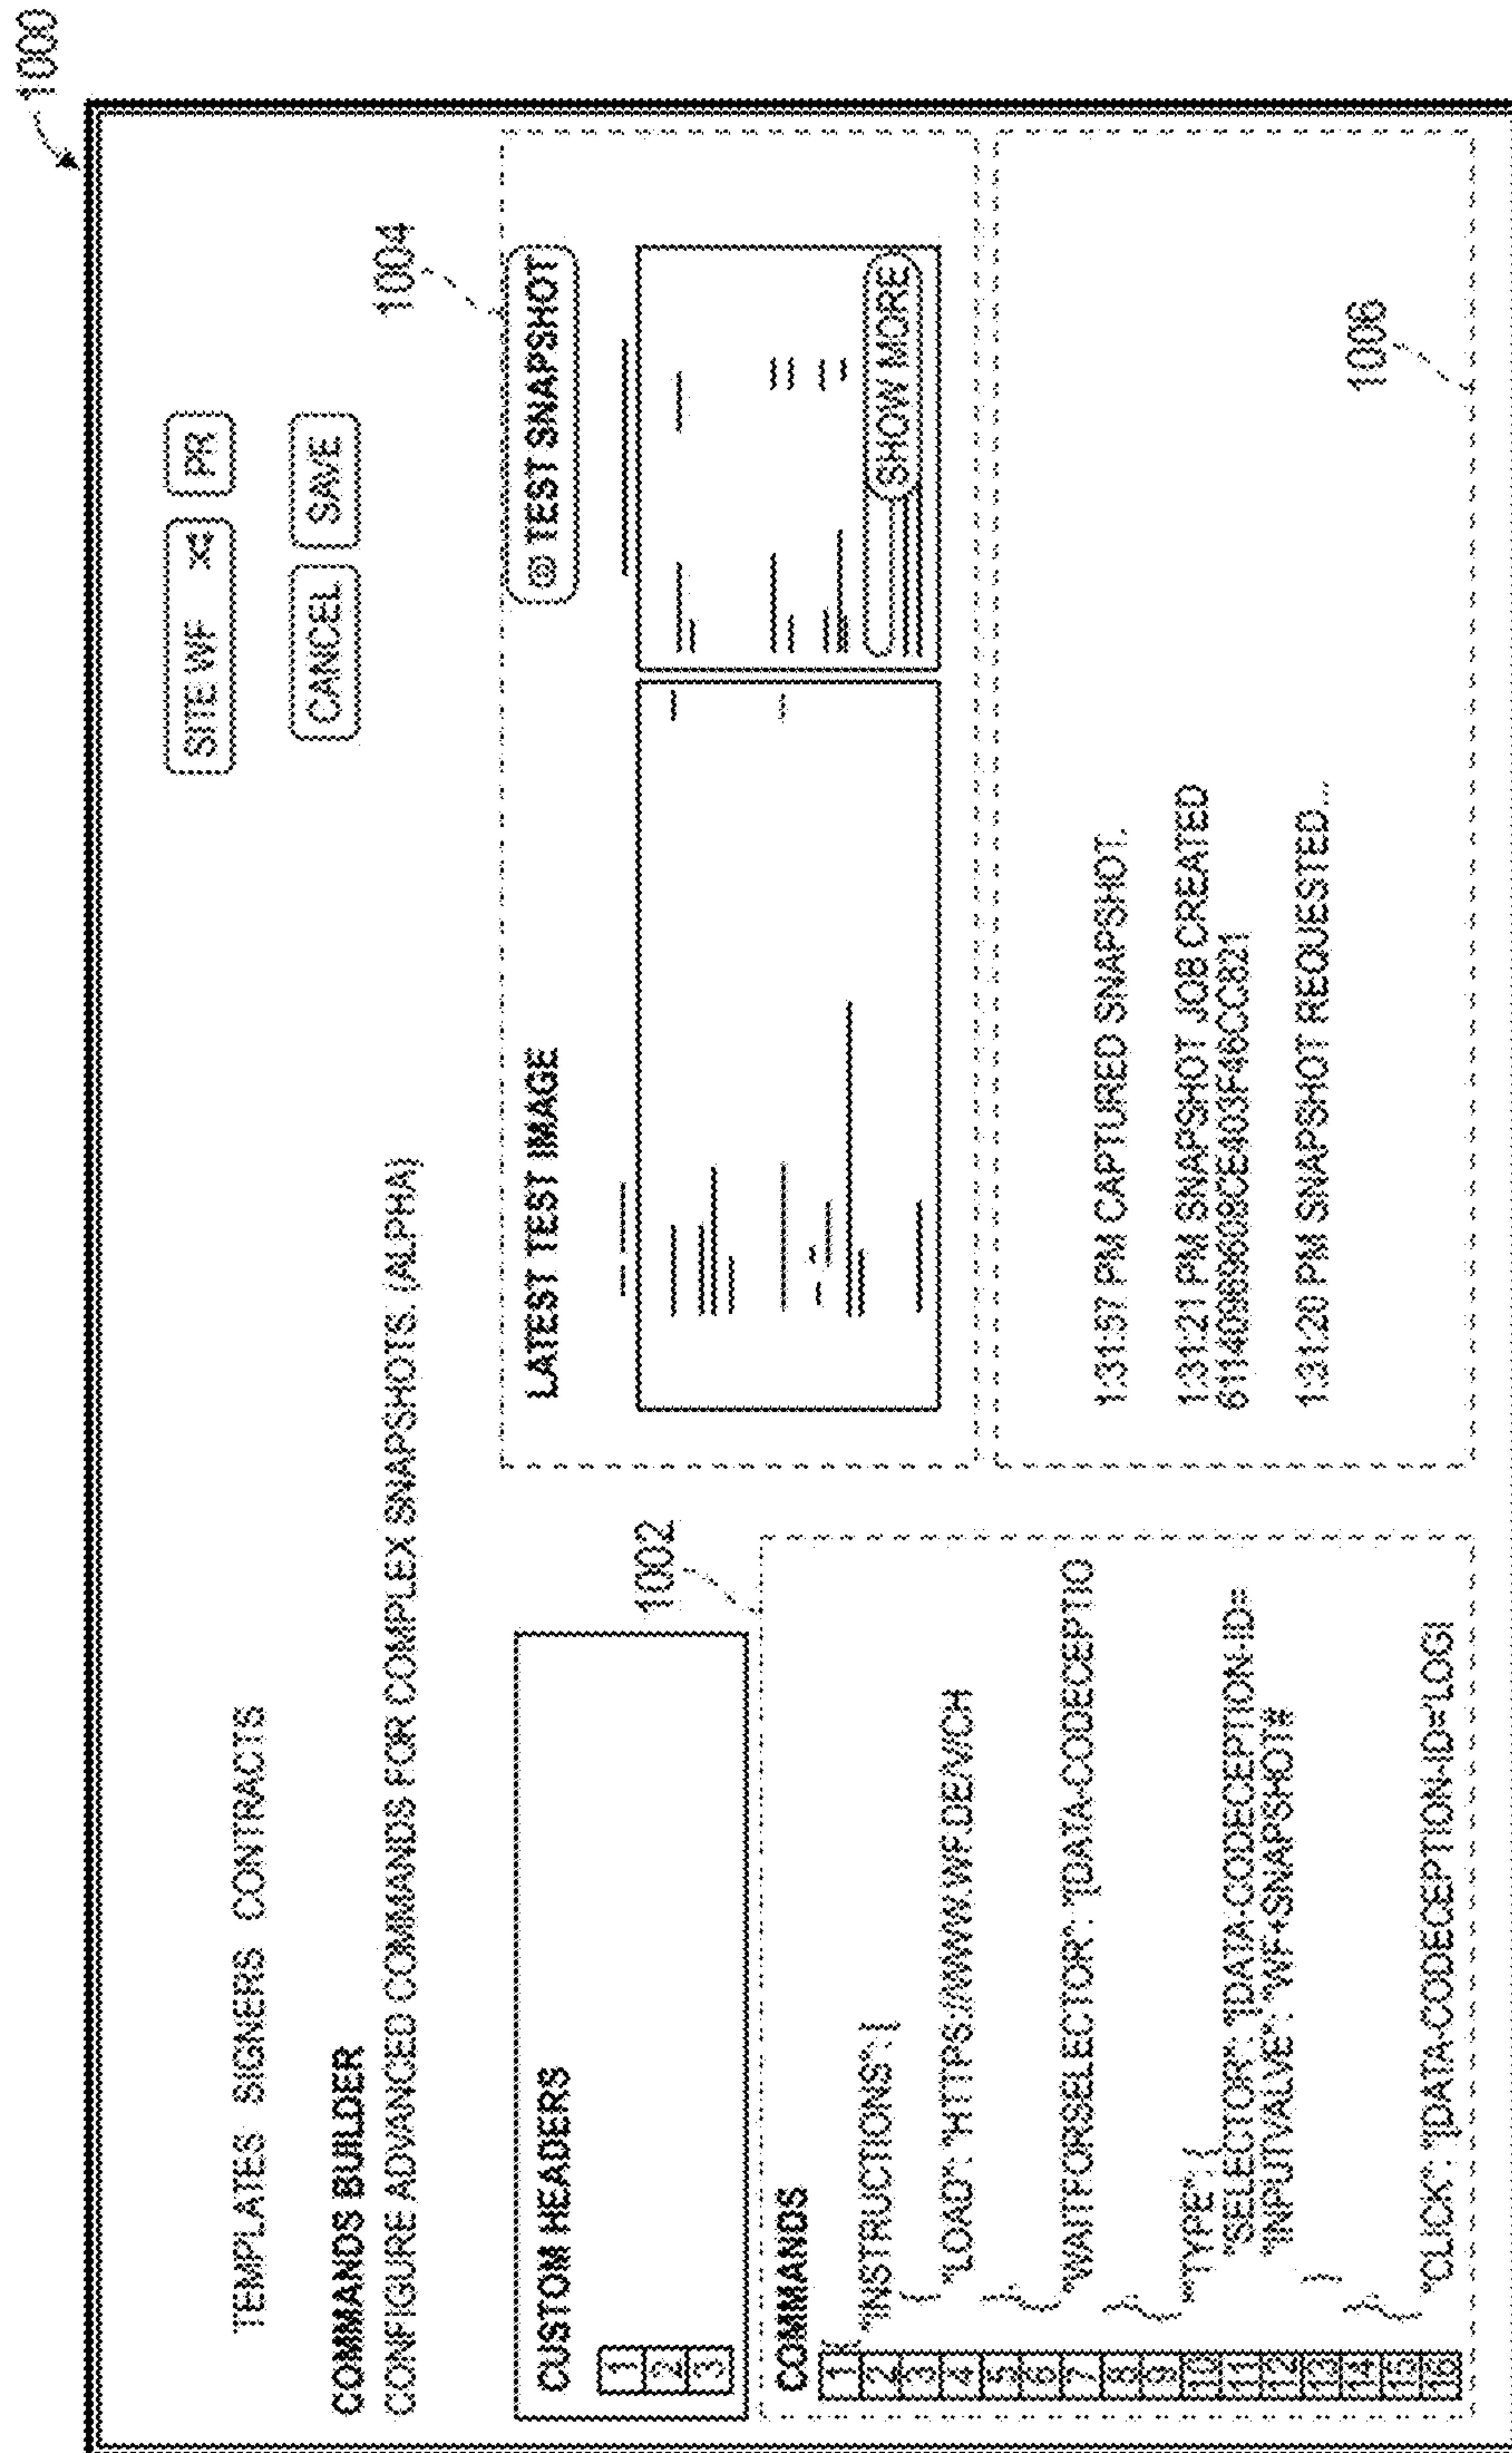 1000
SITE WF PR
TEMPLATES SIGNERS CONTRACTS
CANCEL SAVE
COMMANDS BUILDER
CONFIGURE ADVANCED COMMANDS FOR COMPLEX SNAPSHOTS. (ALPHA)
1004
CUSTOM HEADERS
1
2
3
1002
COMMANDS
1 {
2 "INSTRUCTIONS": [
3 {
4 "LOAD": "HTTPS://WWW.WF.DEV/CH
5 },
6 {
7 "WAITFORSELECTOR": "[DATA-CODECEPTIO
8 },
9 {
10 "TYPE": {
11 "SELECTOR": "[DATA-CODECEPTION-ID=
12 "INPUTVALVE": "WF+SNAPSHOT#
13 }
14 },
15 {
16 "CLICK": "[DATA-CODECEPTION-ID='LOGI
LATEST TEST IMAGE
TEST SNAPSHOT
SHOW MORE
1:31:57 PM CAPTURED SNAPSHOT.
1:31:21 PM SNAPSHOT JOB CREATED
1:31:20 PM SNAPSHOT REQUESTED...
1006